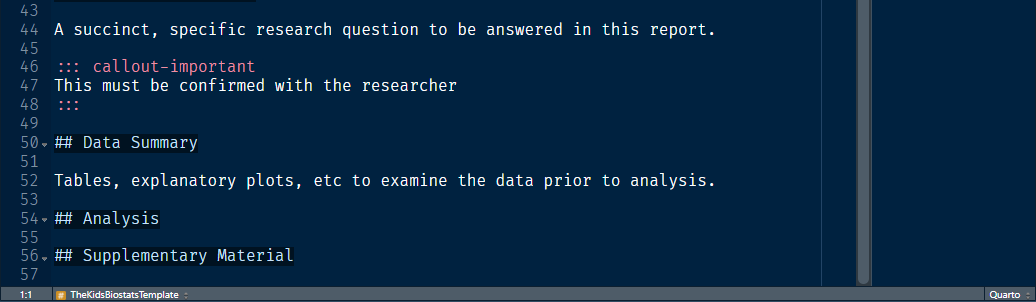 43
44 A succinct, specific research question to be answered in this report.
45
46 ::: callout-important
47 This must be confirmed with the researcher
48 :::
49
50 ## Data Summary
51
52 Tables, explanatory plots, etc to examine the data prior to analysis.
53
54 ## Analysis
55
56 ## Supplementary Material
57
1:1 # TheKidsBiostatsTemplate Quarto